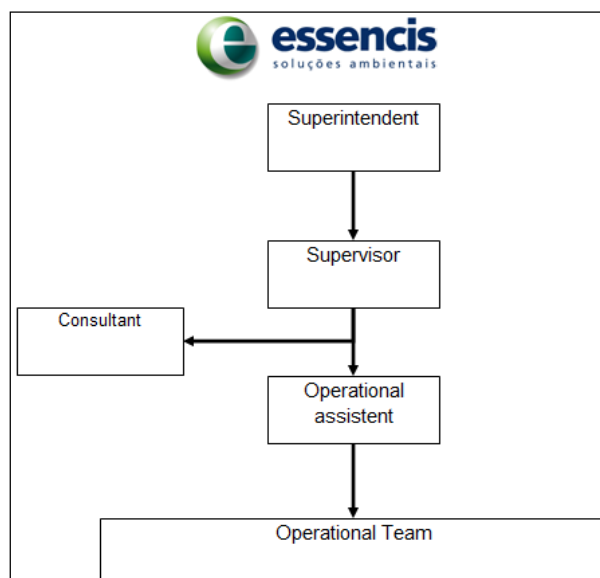 e
essencis
soluções ambientais
Superintendent
Supervisor
Consultant
Operational
assistent
Operational Team